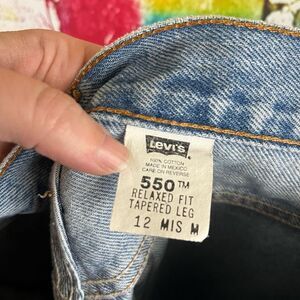 Levi's
100% COTTON
MADE IN MEXICO
CARE ON REVERSE
550™
RELAXED FIT
TAPERED LEG
12 MIS M